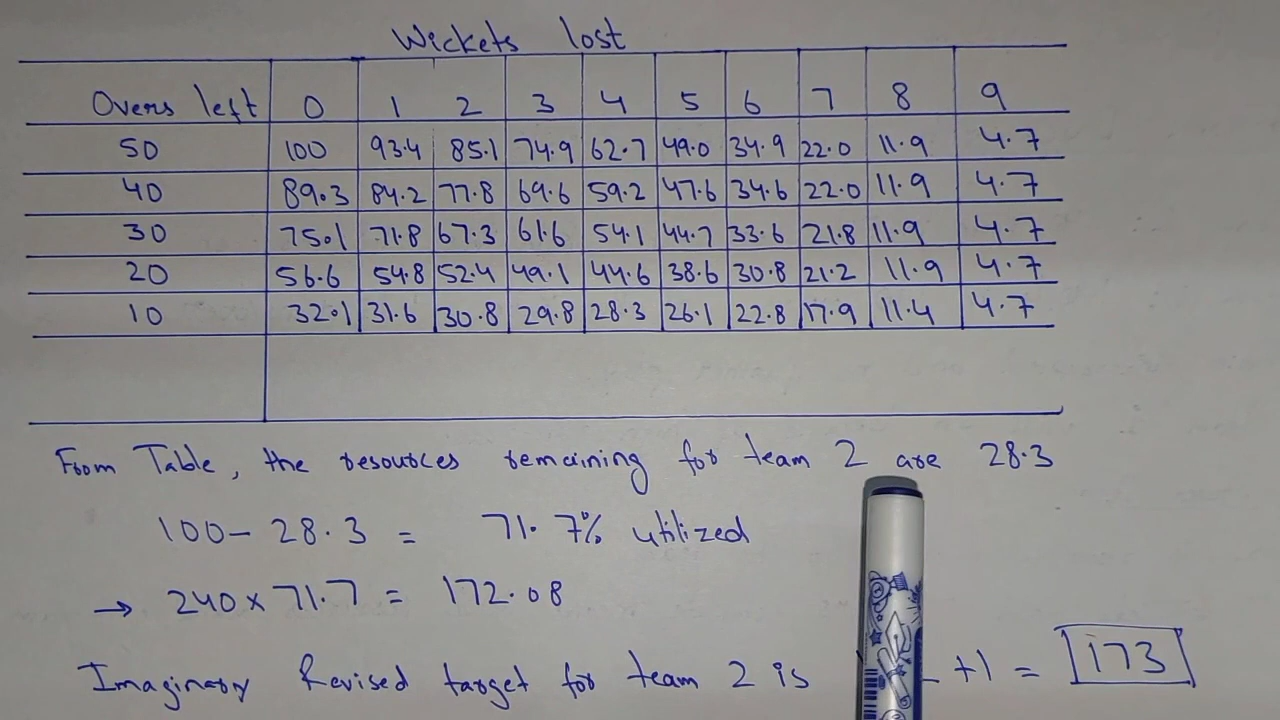 Wickets lost
Overs left 0 1 2 3 4 5 6 7 8 9
50 100 93.4 85.1 74.9 62.7 49.0 34.9 22.0 11.9 4.7
40 89.3 84.2 77.8 69.6 59.2 47.6 34.6 22.0 11.9 4.7
30 75.1 71.8 67.3 61.6 54.1 44.7 33.6 21.8 11.9 4.7
20 56.6 54.8 52.4 49.1 44.6 38.6 30.8 21.2 11.9 4.7
10 32.1 31.6 30.8 29.8 28.3 26.1 22.8 17.9 11.4 4.7
From Table, the resources remaining for team 2 are 28.3
100- 28.3 = 71.7% utilized
→ 240 x 71.7 = 172.08
Imaginary Revised target for team 2 is +1 = 173